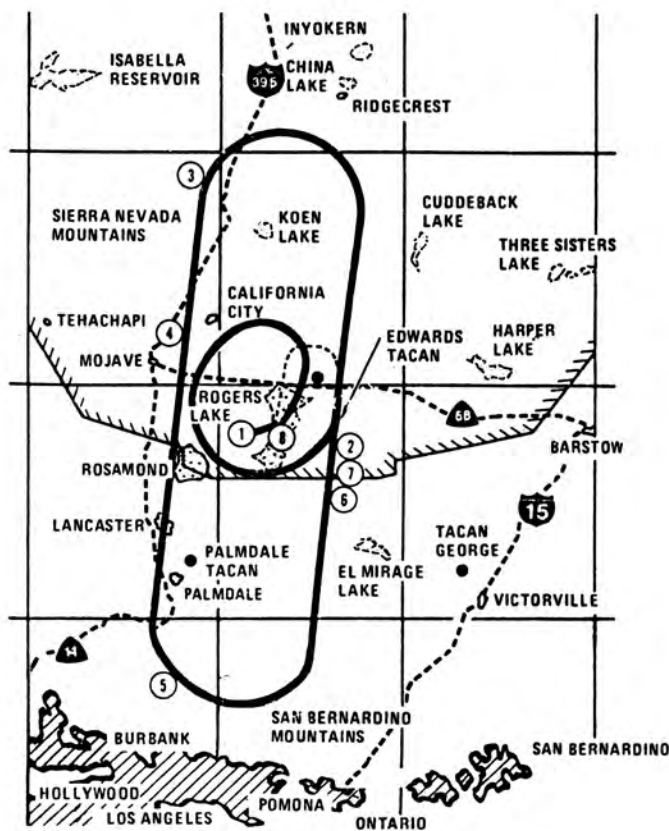 INYOKERN
ISABELLA
RESERVOIR
395
CHINA
LAKE
RIDGECREST
3
SIERRA NEVADA
MOUNTAINS
KOEN
LAKE
CUDDEBACK
LAKE
THREE SISTERS
LAKE
CALIFORNIA
CITY
TEHACHAPI
4
MOJAVE
EDWARDS
TACAN
HARPER
LAKE
ROGERS
LAKE
1
8
2
68
BARSTOW
ROSAMOND
7
6
15
LANCASTER
PALMDALE
TACAN
PALMDALE
EL MIRAGE
LAKE
TACAN
GEORGE
VICTORVILLE
14
5
SAN BERNARDINO
MOUNTAINS
BURBANK
SAN BERNARDINO
HOLLYWOOD
POMONA
LOS ANGELES
ONTARIO